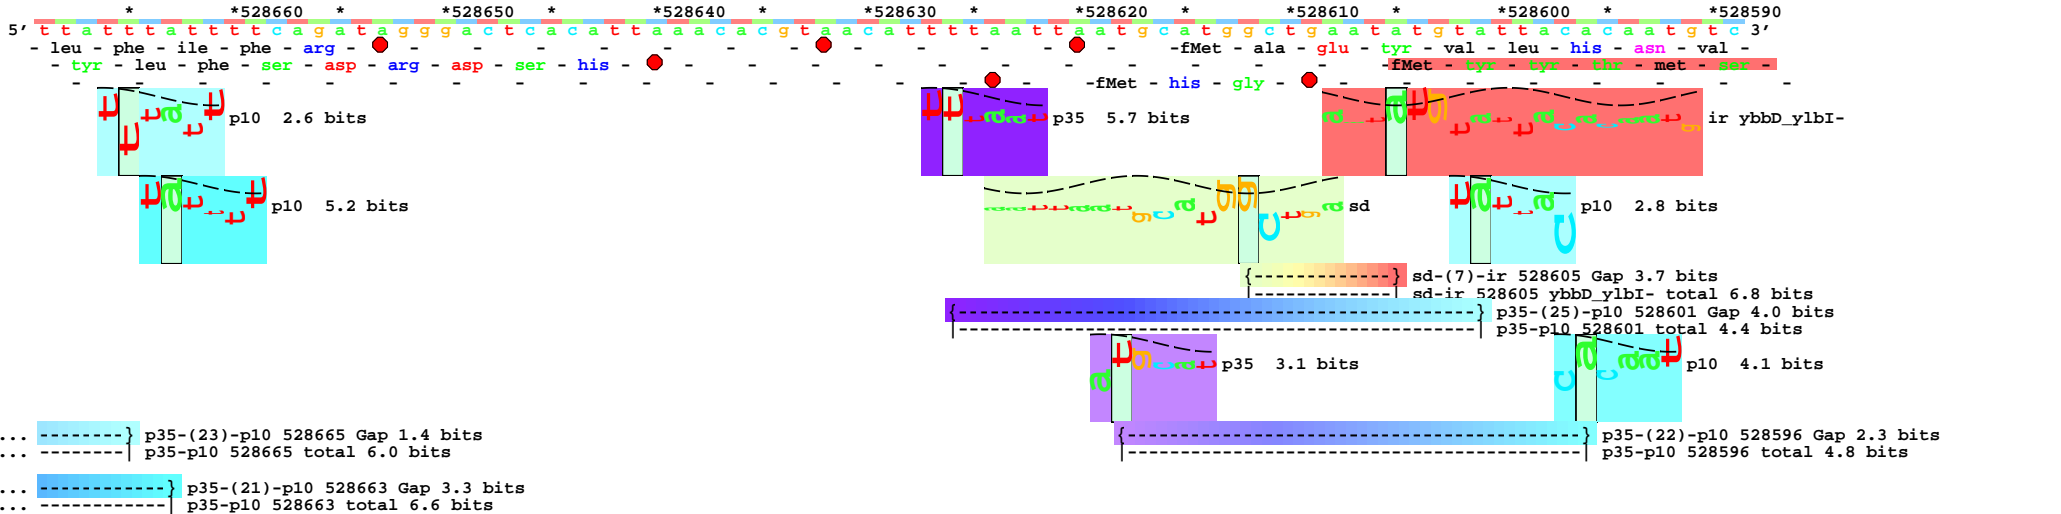 * *528660 * *528650 * *528640 * *528630 * *528620 * *528610 * *528600 * *528590
5' t t a t t t a t t t t c a g a t a g g g a c t c a c a t t a a a c a c g t a a c a t t t t a a t t a a t g c a t g g c t g a a t a t g t a t t a c a c a a t g t c 3'
- leu - phe - ile - phe - arg - - - - - - - - -fMet - ala - glu - tyr - val - leu - his - asn - val -
- tyr - leu - phe - ser - asp - arg - asp - ser - his - - - - - - - - - -fMet - tyr - tyr - thr - met - ser -
- - - - - - - - - - - - - - - -fMet - his - gly - - - - - - - -
p10 2.6 bits
p35 5.7 bits
ir ybbD_ylbI-
p10 5.2 bits
sd
p10 2.8 bits
{-------} sd-(7)-ir 528605 Gap 3.7 bits
|-------| sd-ir 528605 ybbD_ylbI- total 6.8 bits
{-------------------------} p35-(25)-p10 528601 Gap 4.0 bits
|-------------------------| p35-p10 528601 total 4.4 bits
p35 3.1 bits
p10 4.1 bits
... --------} p35-(23)-p10 528665 Gap 1.4 bits
{----------------------} p35-(22)-p10 528596 Gap 2.3 bits
... --------| p35-p10 528665 total 6.0 bits
|----------------------| p35-p10 528596 total 4.8 bits
... ------------} p35-(21)-p10 528663 Gap 3.3 bits
... ------------| p35-p10 528663 total 6.6 bits